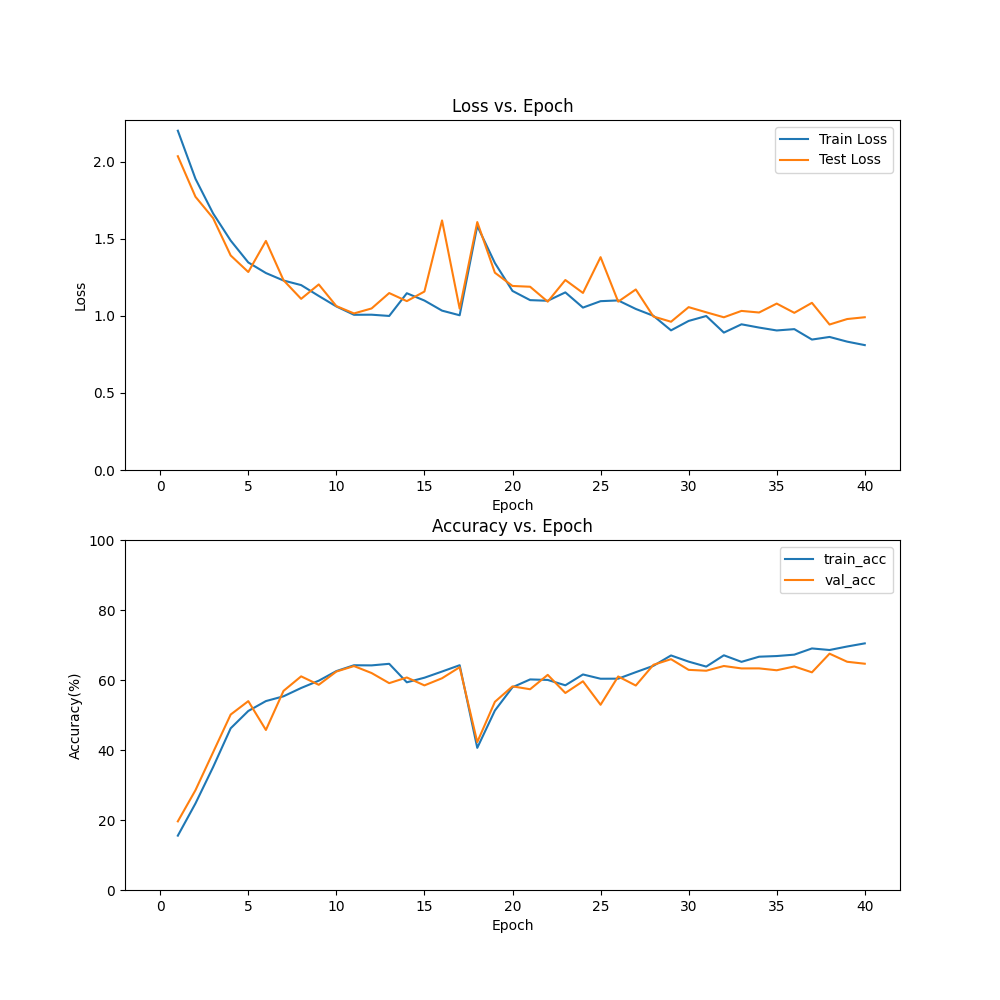 Loss vs. Epoch
Train Loss
Test Loss
2.0
1.5
1.0
0.5
0.0
Loss
0 5 10 15 20 25 30 35 40
Epoch
Accuracy vs. Epoch
train_acc
val_acc
100
80
60
40
20
0
Accuracy(%)
0 5 10 15 20 25 30 35 40
Epoch